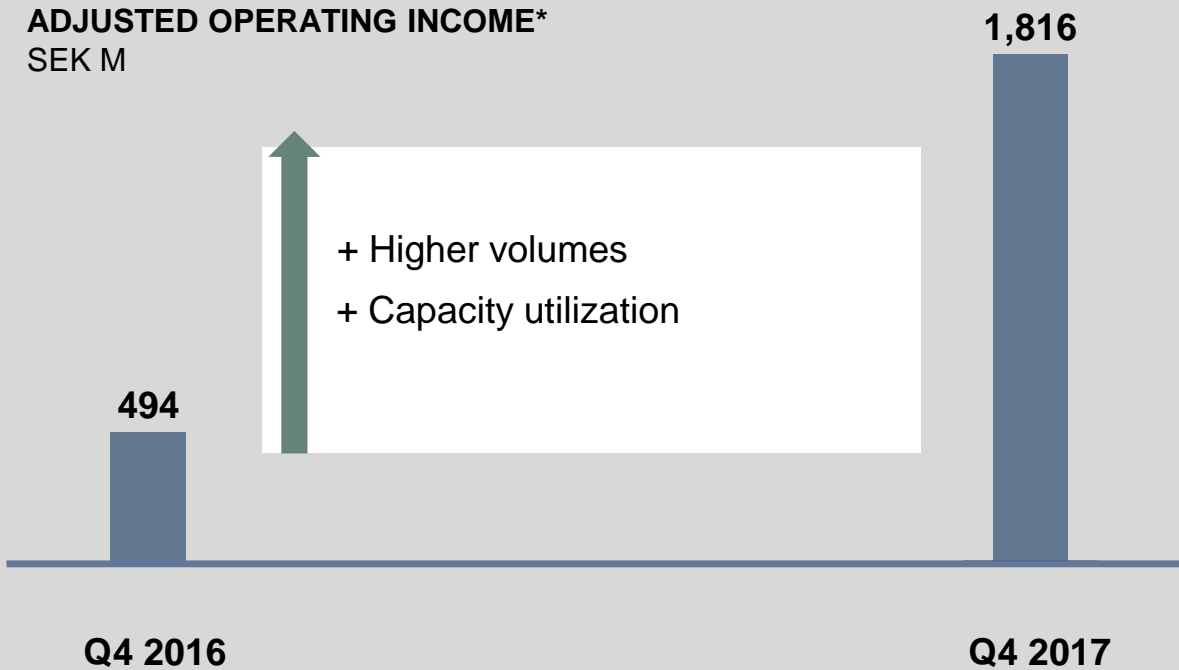 ADJUSTED OPERATING INCOME*
SEK M
1,816
+ Higher volumes
+ Capacity utilization
494
Q4 2016
Q4 2017